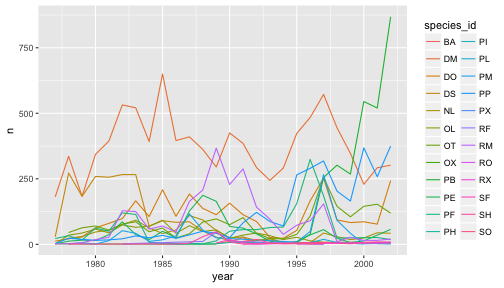 species_id
BA PI
DM PL
DO PM
DS PP
NL PX
OL RF
OT RM
OX RO
PB RX
PE SF
PF SH
PH SO
n
750
500
250
0
1980 1985 1990 1995 2000
year